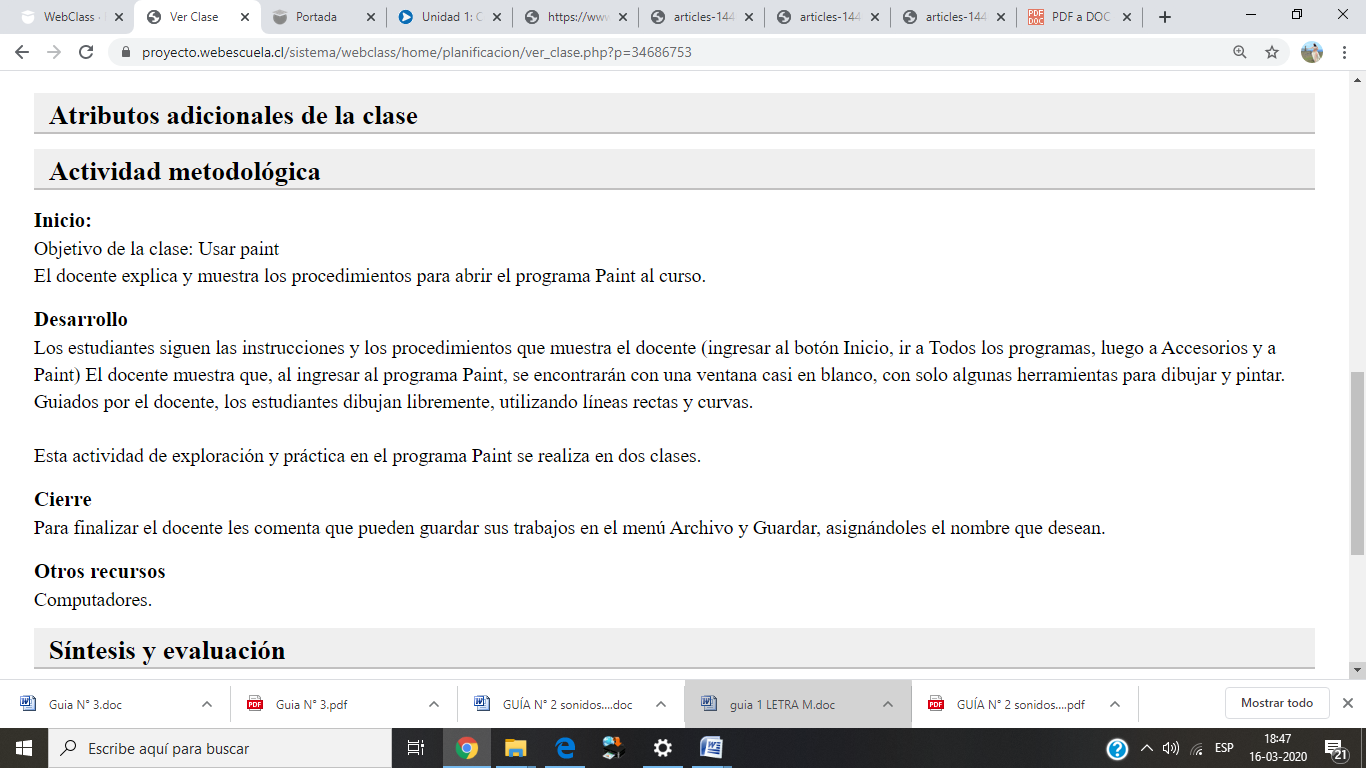 WebClass -
Ver Clase
Portada
Unidad 1: C
https://www
articles-144
articles-144
articles-144
PDF a DOC
proyecto.webescuela.cl/sistema/webclass/home/planificacion/ver_clase.php?p=34686753
Atributos adicionales de la clase
Actividad metodológica
Inicio:
Objetivo de la clase: Usar paint
El docente explica y muestra los procedimientos para abrir el programa Paint al curso.
Desarrollo
Los estudiantes siguen las instrucciones y los procedimientos que muestra el docente (ingresar al botón Inicio, ir a Todos los programas, luego a Accesorios y a
Paint) El docente muestra que, al ingresar al programa Paint, se encontrarán con una ventana casi en blanco, con solo algunas herramientas para dibujar y pintar.
Guiados por el docente, los estudiantes dibujan libremente, utilizando líneas rectas y curvas.
Esta actividad de exploración y práctica en el programa Paint se realiza en dos clases.
Cierre
Para finalizar el docente les comenta que pueden guardar sus trabajos en el menú Archivo y Guardar, asignándoles el nombre que desean.
Otros recursos
Computadores.
Síntesis y evaluación
Guia N° 3.doc
Guia N° 3.pdf
GUÍA N° 2 sonidos....doc
guia 1 LETRA M.doc
GUÍA N° 2 sonidos....pdf
Mostrar todo
Escribe aquí para buscar
ESP
18:47
16-03-2020
21